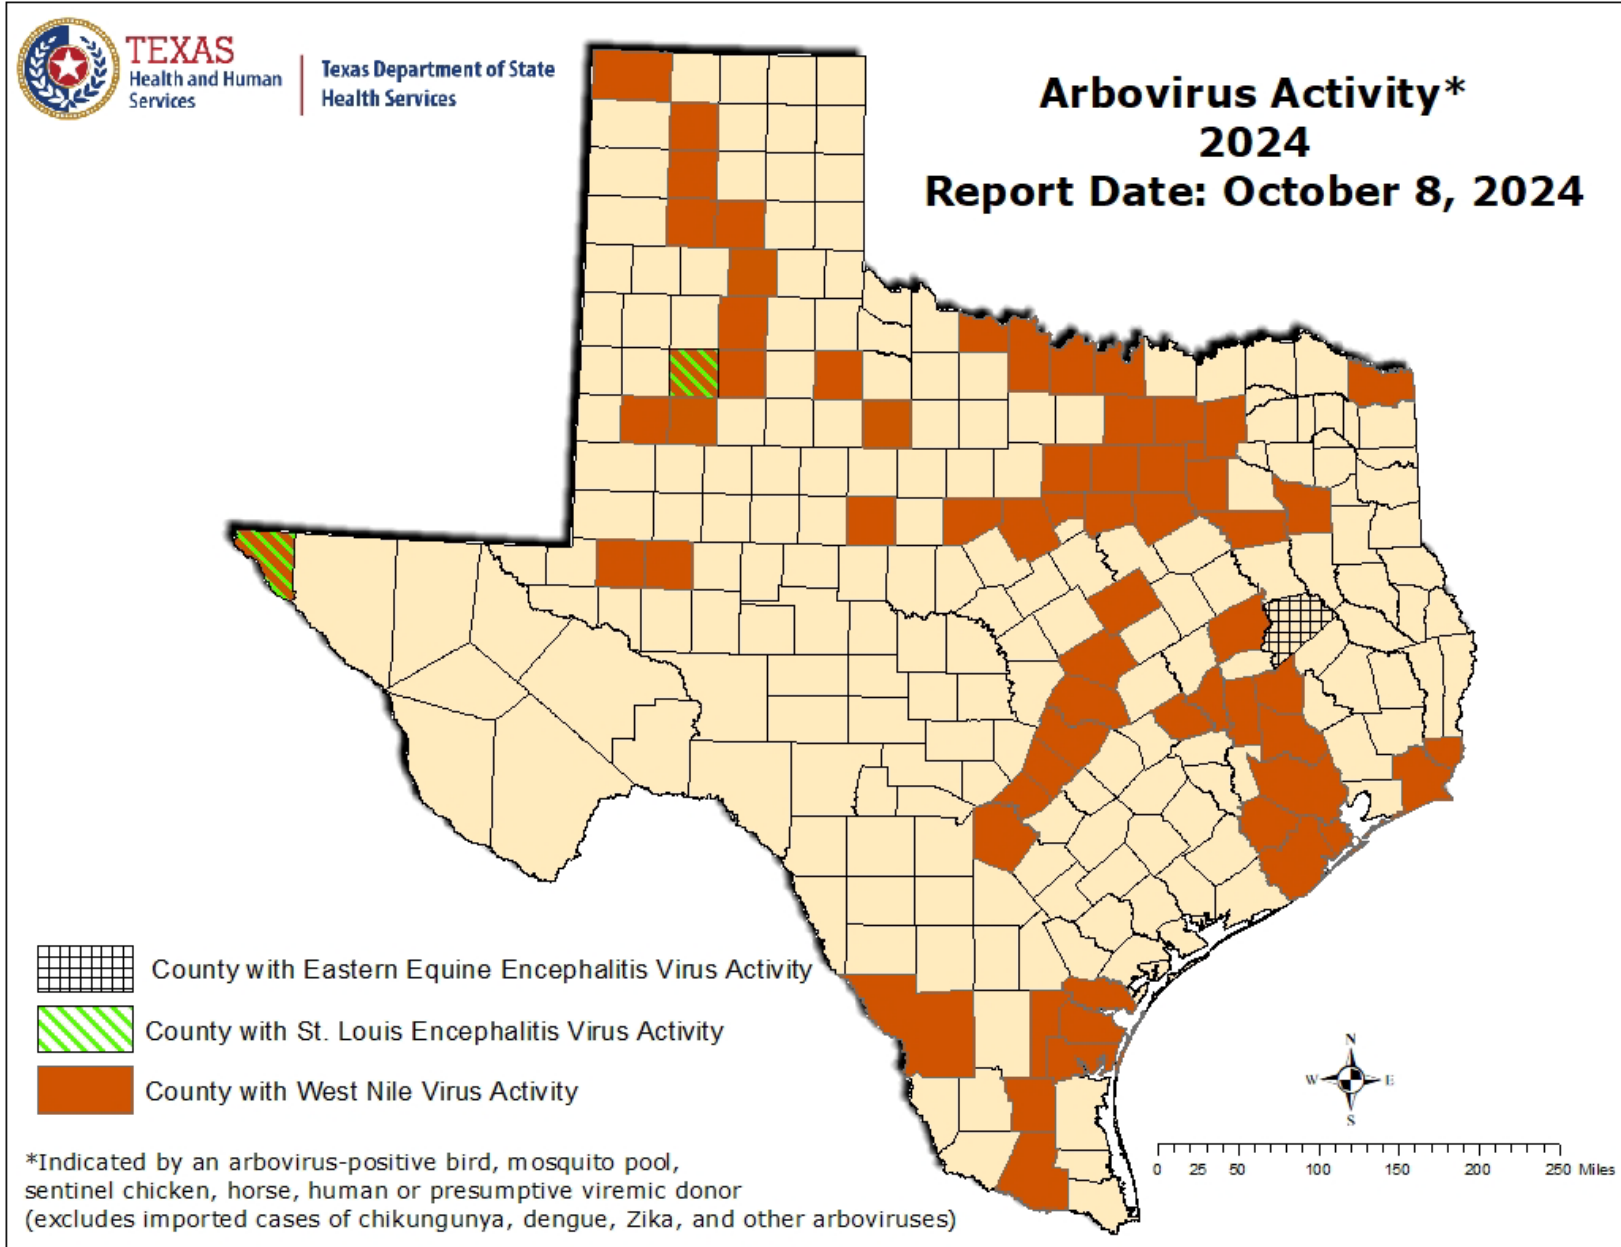 TEXAS
Health and Human
Services
Texas Department of State
Health Services
Arbovirus Activity*
2024
Report Date: October 8, 2024
County with Eastern Equine Encephalitis Virus Activity
County with St. Louis Encephalitis Virus Activity
County with West Nile Virus Activity
*Indicated by an arbovirus-positive bird, mosquito pool,
sentinel chicken, horse, human or presumptive viremic donor
(excludes imported cases of chikungunya, dengue, Zika, and other arboviruses)
N
W E
S
0 25 50 100 150 200 250 Miles